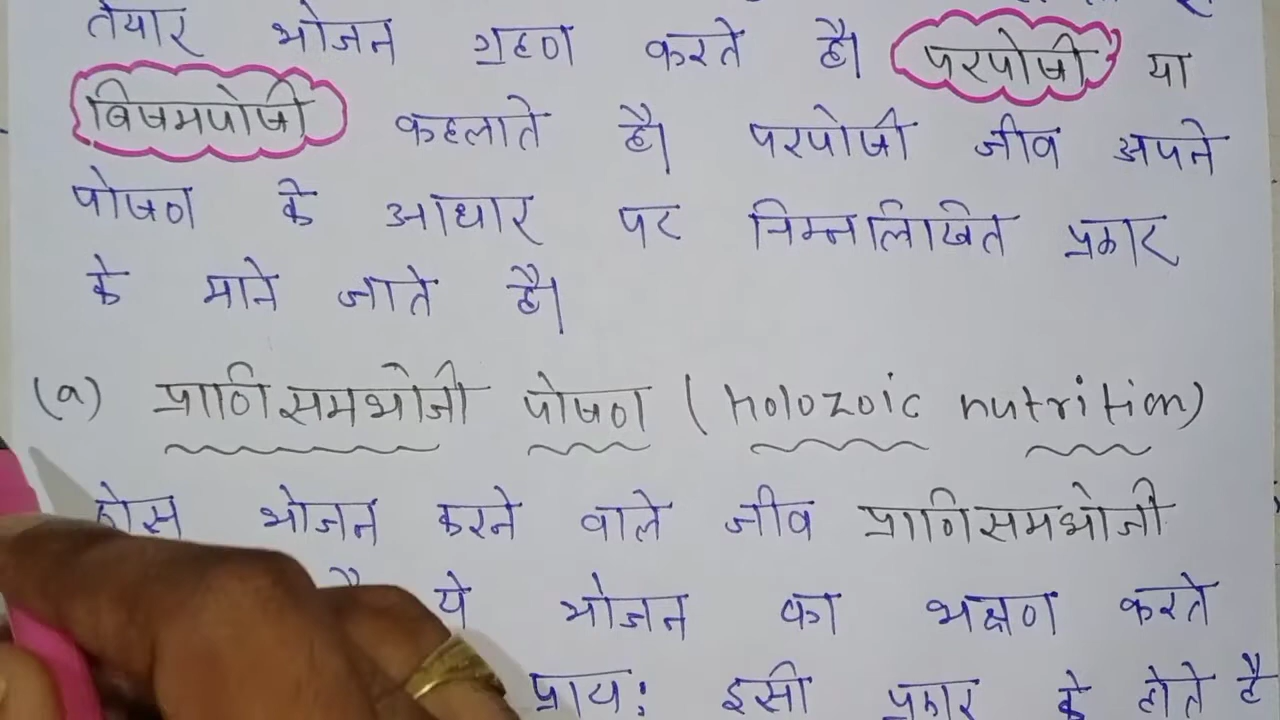 तैयार भोजन ग्रहण करते है। परपोषी या
विषमपोषी कहलाते है। परपोषी जीव अपने
पोषण के आधार पर निम्नलिखित प्रकार
के माने जाते है।
(a) प्राणिसमभोजी पोषण (holozoic nutrition)
ठोस भोजन करने वाले जीव प्राणिसमभोजी
ये भोजन का भक्षण करते
प्राय: इसी प्रकार के होते है